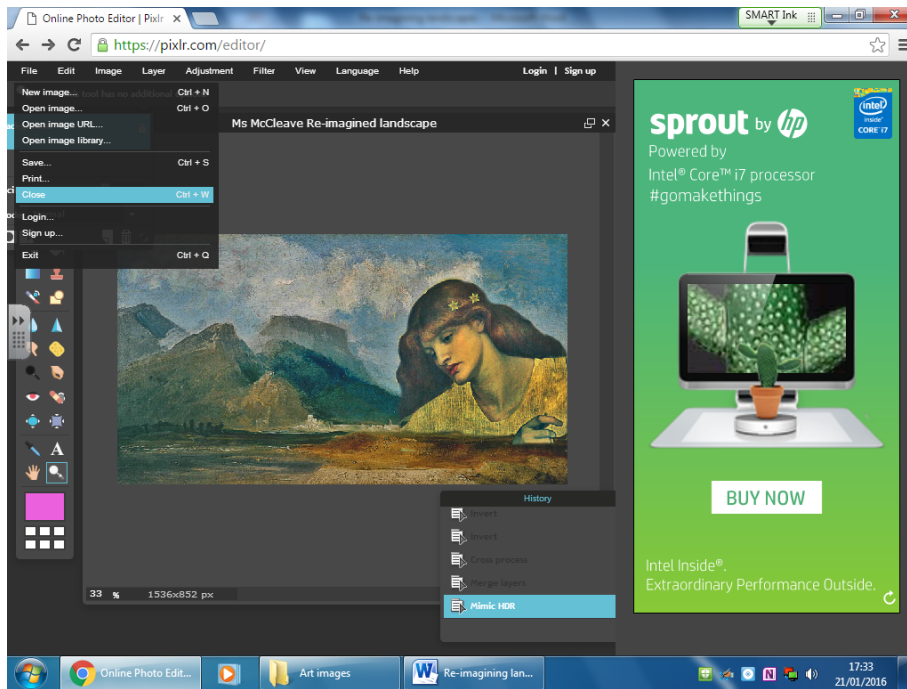 Online Photo Editor | Pixlr
SMART Ink
https://pixlr.com/editor/
File Edit Image Layer Adjustment Filter View Language Help Login | Sign up
tool has no additional
New image... Ctrl + N
Open image... Ctrl + O
Open image URL...
Open image library...
Save... Ctrl + S
Print...
Close Ctrl + W
Login...
Sign up...
Exit Ctrl + Q
Ms McCleave Re-imagined landscape
A
History
Invert
Invert
Cross process
Merge layers
Mimic HDR
33 % 1536x852 px
sprout by hp
intel
inside
CORE i7
Powered by
Intel® Core™ i7 processor
#gomakethings
BUY NOW
Intel Inside®.
Extraordinary Performance Outside.
Online Photo Edit...
Art images
W
Re-imagining lan...
N
17:33
21/01/2016